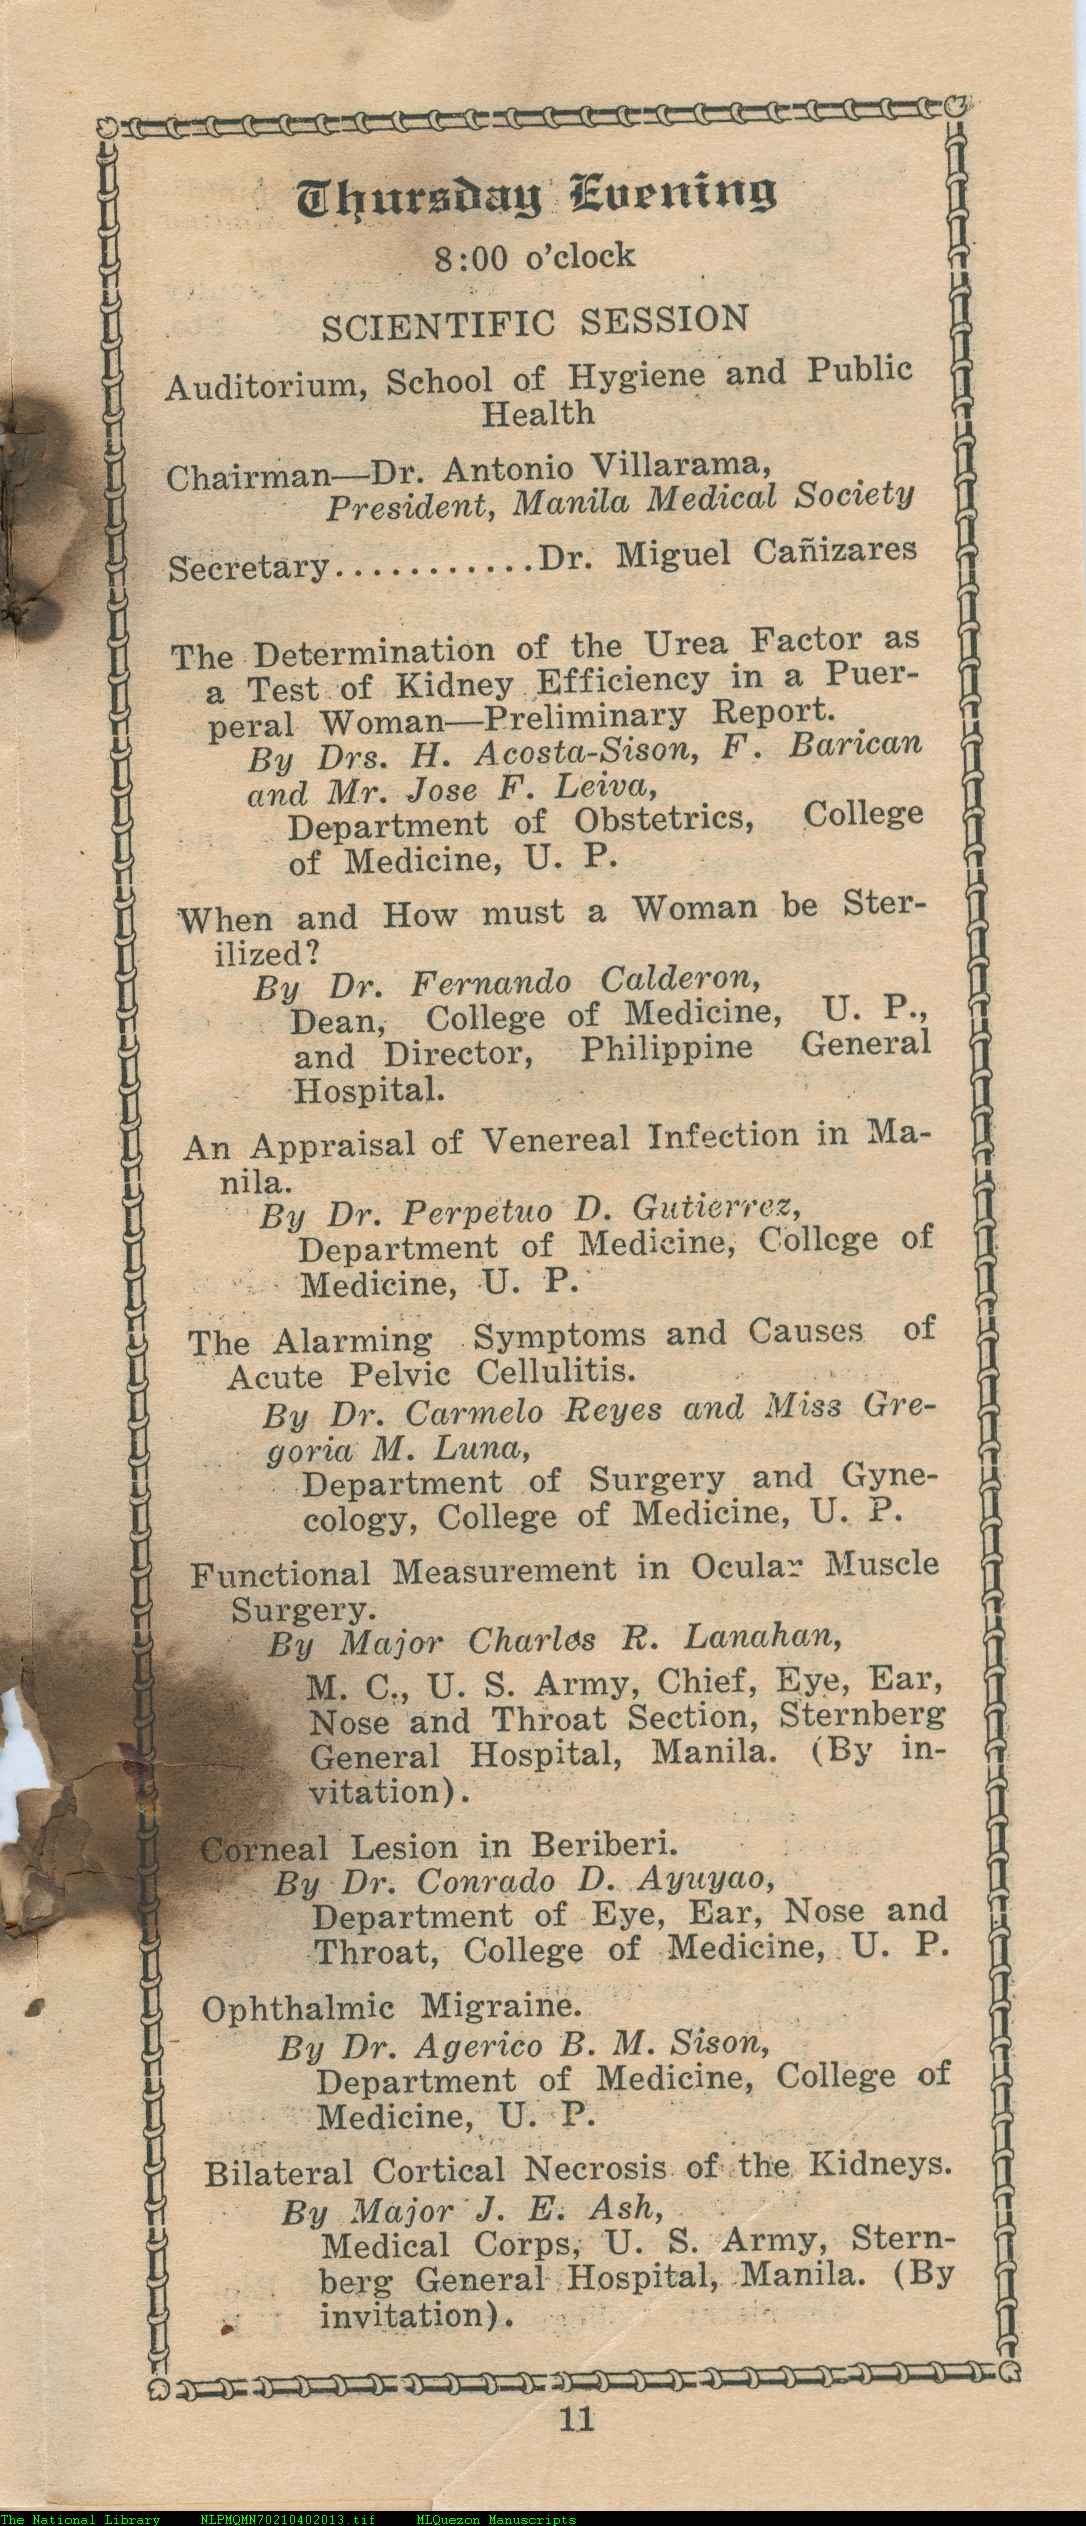 Thursday Evening
8:00 o'clock
SCIENTIFIC SESSION
Auditorium, School of Hygiene and Public
Health
Chairman—Dr. Antonio Villarama,
President, Manila Medical Society
Secretary...........Dr. Miguel Cañizares
The Determination of the Urea Factor as
a Test of Kidney Efficiency in a Puer-
peral Woman—Preliminary Report.
By Drs. H. Acosta-Sison, F. Barican
and Mr. Jose F. Leiva,
Department of Obstetrics, College
of Medicine, U. P.
When and How must a Woman be Ster-
ilized?
By Dr. Fernando Calderon,
Dean, College of Medicine, U. P.,
and Director, Philippine General
Hospital.
An Appraisal of Venereal Infection in Ma-
nila.
By Dr. Perpetuo D. Gutierrez,
Department of Medicine, College of
Medicine, U. P.
The Alarming Symptoms and Causes of
Acute Pelvic Cellulitis.
By Dr. Carmelo Reyes and Miss Gre-
goria M. Luna,
Department of Surgery and Gyne-
cology, College of Medicine, U. P.
Functional Measurement in Ocular Muscle
Surgery.
By Major Charles R. Lanahan,
M. C., U. S. Army, Chief, Eye, Ear,
Nose and Throat Section, Sternberg
General Hospital, Manila. (By in-
vitation).
Corneal Lesion in Beriberi.
By Dr. Conrado D. Ayuyao,
Department of Eye, Ear, Nose and
Throat, College of Medicine, U. P.
Ophthalmic Migraine.
By Dr. Agerico B. M. Sison,
Department of Medicine, College of
Medicine, U. P.
Bilateral Cortical Necrosis of the Kidneys.
By Major J. E. Ash,
Medical Corps, U. S. Army, Stern-
berg General Hospital, Manila. (By
invitation).
11
The National Library NLPMQMN70210402013.tif MLQuezon Manuscripts